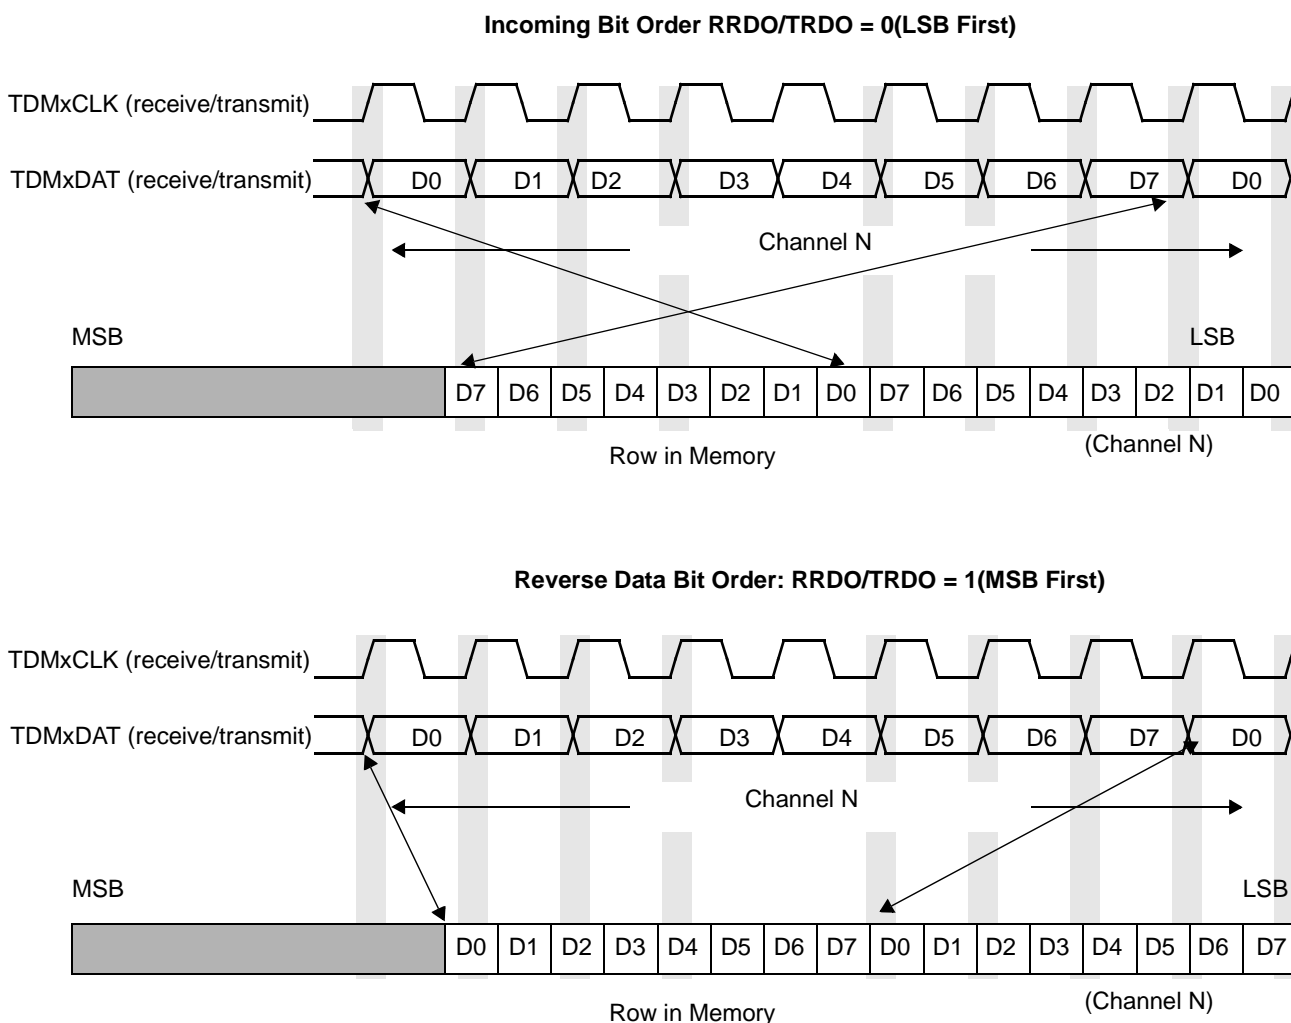 Incoming Bit Order RRDO/TRDO = 0(LSB First)
TDMxCLK (receive/transmit)
TDMxDAT (receive/transmit) D0 D1 D2 D3 D4 D5 D6 D7 D0
Channel N
MSB LSB
D7 D6 D5 D4 D3 D2 D1 D0 D7 D6 D5 D4 D3 D2 D1 D0
Row in Memory (Channel N)
Reverse Data Bit Order: RRDO/TRDO = 1(MSB First)
TDMxCLK (receive/transmit)
TDMxDAT (receive/transmit) D0 D1 D2 D3 D4 D5 D6 D7 D0
Channel N
MSB LSB
D0 D1 D2 D3 D4 D5 D6 D7 D0 D1 D2 D3 D4 D5 D6 D7
Row in Memory (Channel N)